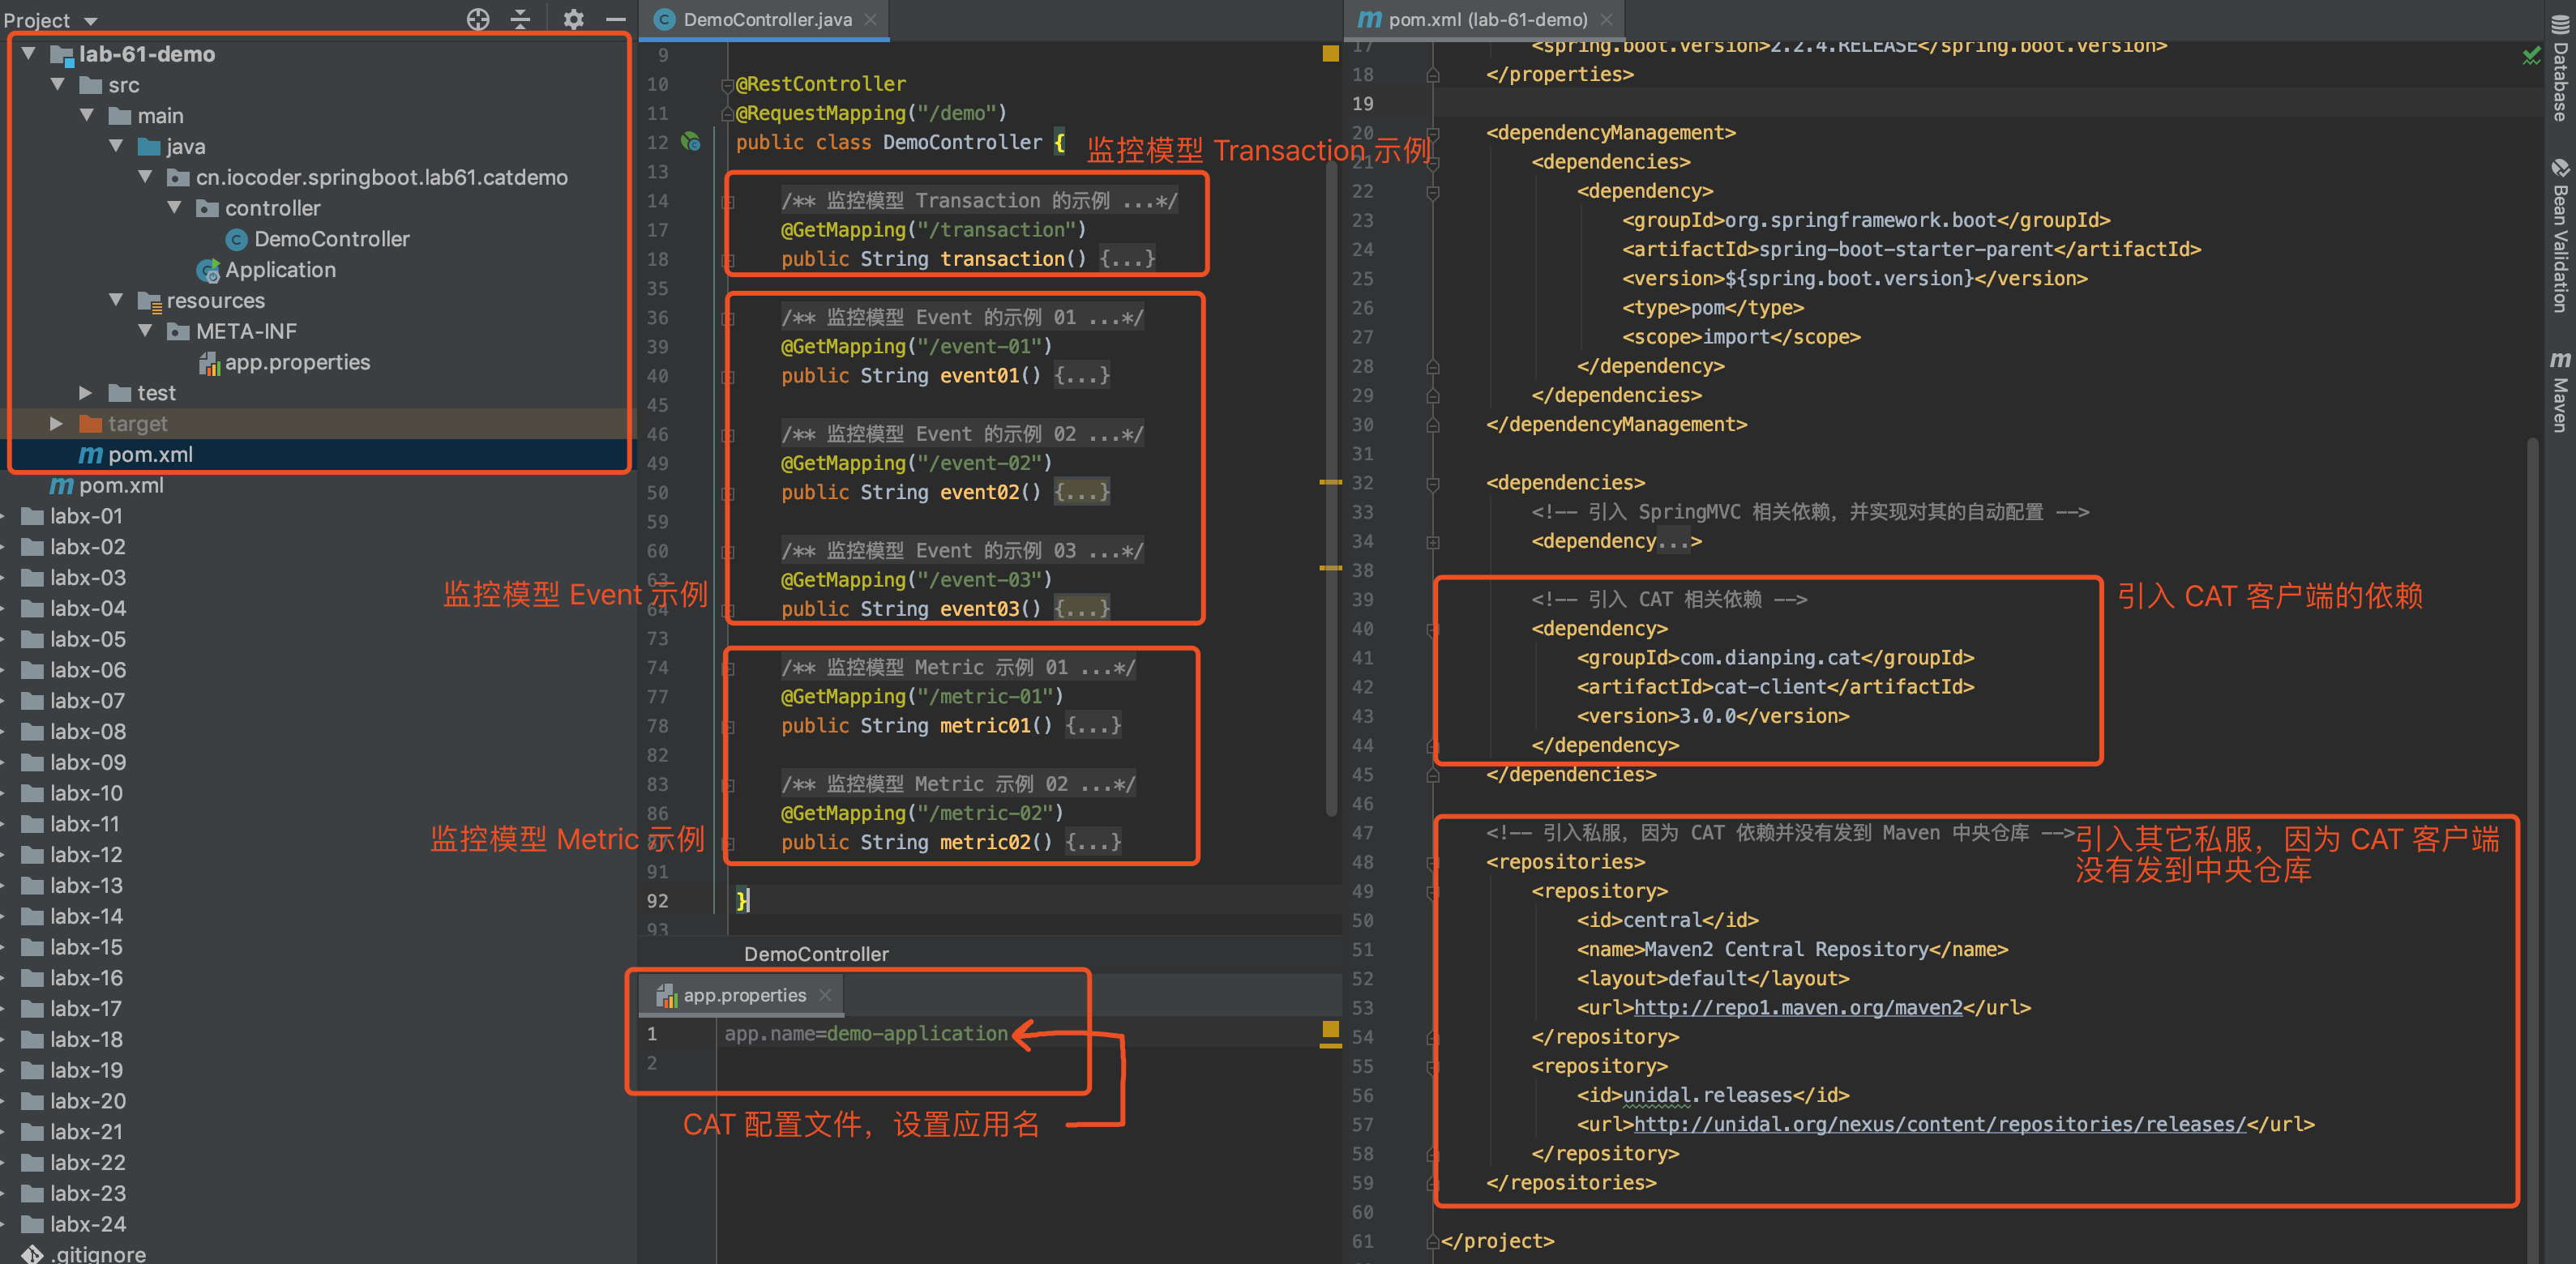 Project
lab-61-demo
src
main
java
cn.iocoder.springboot.lab61.catdemo
controller
DemoController
Application
resources
META-INF
app.properties
test
target
pom.xml
pom.xml
labx-01
labx-02
labx-03
labx-04
labx-05
labx-06
labx-07
labx-08
labx-09
labx-10
labx-11
labx-12
labx-13
labx-14
labx-15
labx-16
labx-17
labx-18
labx-19
labx-20
labx-21
labx-22
labx-23
labx-24
.gitignore
监控模型 Event 示例
监控模型 Metric 示例
DemoController.java
9
10 @RestController
11 @RequestMapping("/demo")
12 public class DemoController {
监控模型 Transaction 示例
13
14 /** 监控模型 Transaction 的示例 ...*/
17 @GetMapping("/transaction")
18 public String transaction() {...}
35
36 /** 监控模型 Event 的示例 01 ...*/
39 @GetMapping("/event-01")
40 public String event01() {...}
45
46 /** 监控模型 Event 的示例 02 ...*/
49 @GetMapping("/event-02")
50 public String event02() {...}
59
60 /** 监控模型 Event 的示例 03 ...*/
63 @GetMapping("/event-03")
64 public String event03() {...}
73
74 /** 监控模型 Metric 示例 01 ...*/
77 @GetMapping("/metric-01")
78 public String metric01() {...}
82
83 /** 监控模型 Metric 示例 02 ...*/
86 @GetMapping("/metric-02")
87 public String metric02() {...}
91
92 }
93
DemoController
app.properties
1 app.name=demo-application
2
CAT 配置文件，设置应用名
pom.xml (lab-61-demo)
17 <spring.boot.version>2.2.4.RELEASE</spring.boot.version>
18 </properties>
19
20 <dependencyManagement>
21 <dependencies>
22 <dependency>
23 <groupId>org.springframework.boot</groupId>
24 <artifactId>spring-boot-starter-parent</artifactId>
25 <version>${spring.boot.version}</version>
26 <type>pom</type>
27 <scope>import</scope>
28 </dependency>
29 </dependencies>
30 </dependencyManagement>
31
32 <dependencies>
33 <!-- 引入 SpringMVC 相关依赖，并实现对其的自动配置 -->
34 <dependency...>
38
39 <!-- 引入 CAT 相关依赖 -->
40 <dependency>
41 <groupId>com.dianping.cat</groupId>
42 <artifactId>cat-client</artifactId>
43 <version>3.0.0</version>
44 </dependency>
45 </dependencies>
46
47 <!-- 引入私服，因为 CAT 依赖并没有发到 Maven 中央仓库 -->
48 <repositories>
49 <repository>
50 <id>central</id>
51 <name>Maven2 Central Repository</name>
52 <layout>default</layout>
53 <url>http://repo1.maven.org/maven2</url>
54 </repository>
55 <repository>
56 <id>unidal.releases</id>
57 <url>http://unidal.org/nexus/content/repositories/releases/</url>
58 </repository>
59 </repositories>
60
61 </project>
引入 CAT 客户端的依赖
引入其它私服，因为 CAT 客户端
没有发到中央仓库
Database
Bean Validation
Maven